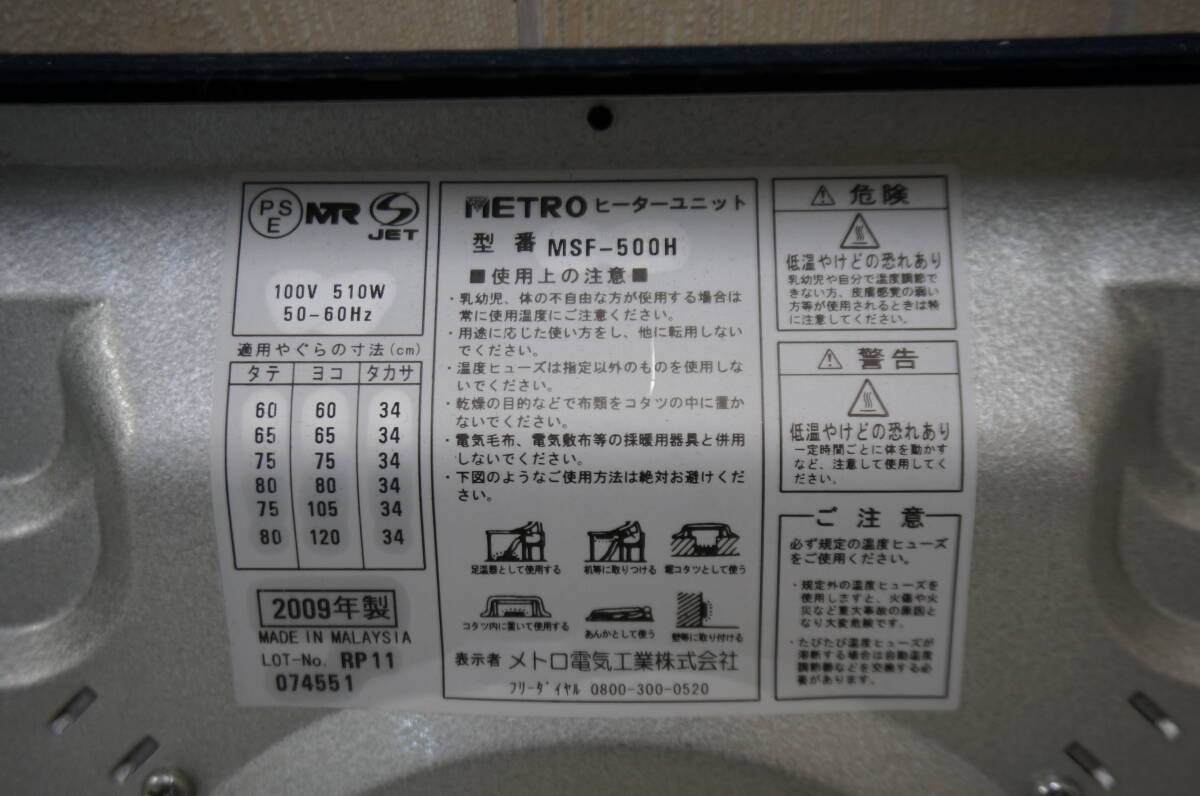 PSE MR S JET
100V 510W
50-60Hz
適用やぐらの寸法(cm)
タテ ヨコ タカサ
60 60 34
65 65 34
75 75 34
80 80 34
75 105 34
80 120 34
2009年製
MADE IN MALAYSIA
LOT-No. RP11
074551
METRO ヒーターユニット
型番 MSF-500H
■使用上の注意■
・乳幼児、体の不自由な方が使用する場合は
常に使用温度にご注意ください。
・用途に応じた使い方をし、他に転用しない
でください。
・温度ヒューズは指定以外のものを使用しな
いでください。
・乾燥の目的などで布類をコタツの中に置か
ないでください。
・電気毛布、電気敷布等の採暖用器具と併用
しないでください。
・下図のようなご使用方法は絶対お避けくだ
さい。
足温器として使用する 机等に取りつける 電コタツとして使う
コタツ内に置いて使用する あんかとして使う 壁等に取り付ける
表示者 メトロ電気工業株式会社
フリーダイヤル 0800-300-0520
⚠ 危険
低温やけどの恐れあり
乳幼児や自分で温度調節で
きない方、皮膚感覚の弱い
方等が使用されるときは特
に注意してください。
⚠ 警告
低温やけどの恐れあり
一定時間ごとに体を動かす
など、注意して使用してく
ださい。
ご注意
必ず規定の温度ヒューズ
をご使用ください。
・規定外の温度ヒューズを
使用しますと、火傷や火
災など重大事故の原因と
なり大変危険です。
・たびたび温度ヒューズが
溶断する場合は自動温度
調節器などを交換する必
要があります。